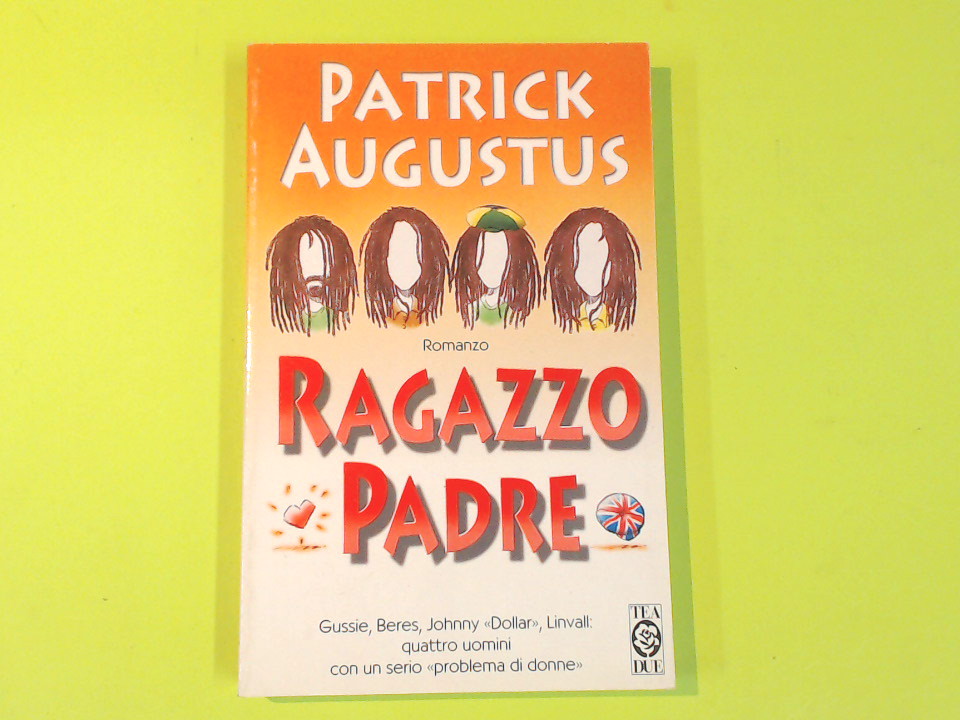 PATRICK
AUGUSTUS
Romanzo
RAGAZZO
PADRE
Gussie, Beres, Johnny «Dollar», Linvall:
quattro uomini
con un serio «problema di donne»
TEA
DUE